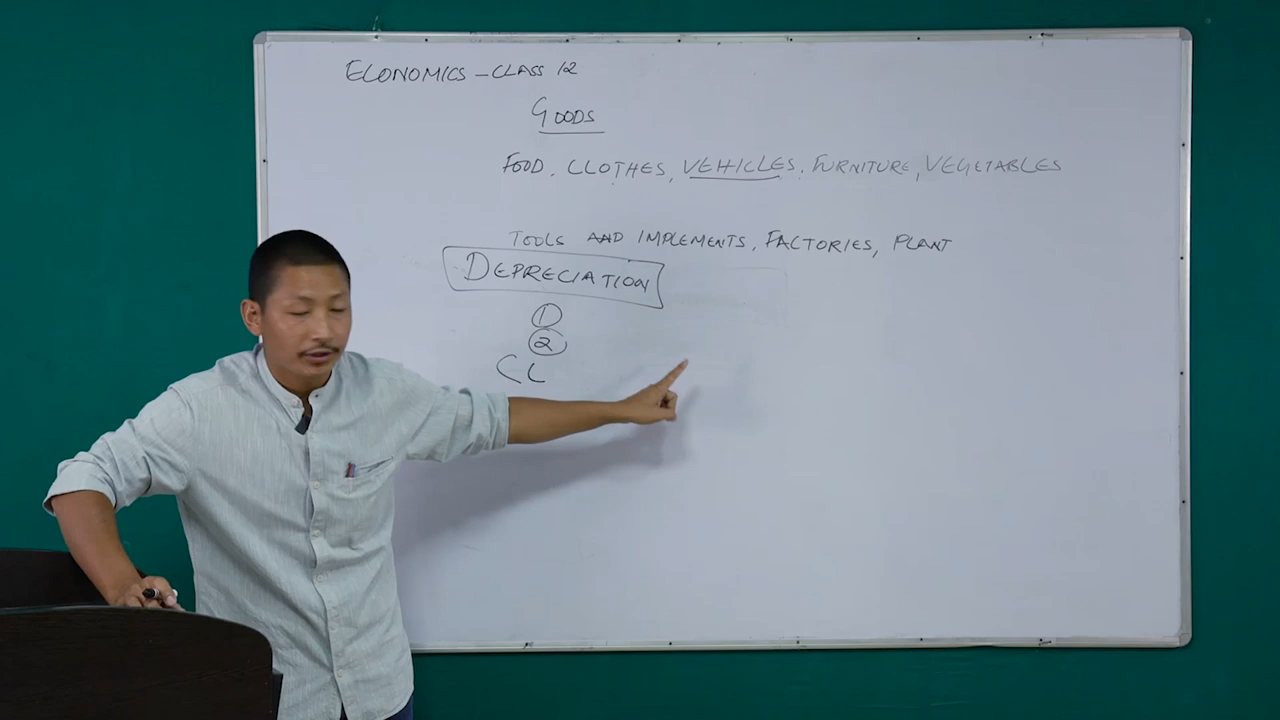 ECONOMICS - CLASS 12
GOODS
FOOD, CLOTHES, VEHICLES, FURNITURE, VEGETABLES
TOOLS AND IMPLEMENTS, FACTORIES, PLANT
DEPRECIATION
1
2
CL